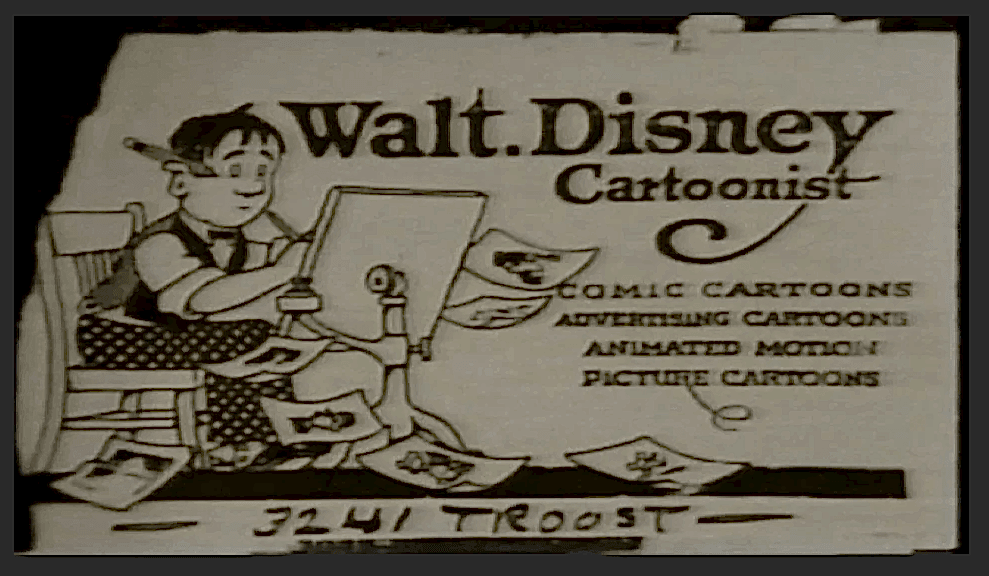 Walt. Disney
Cartoonist
COMIC CARTOONS
ADVERTISING CARTOONS
ANIMATED MOTION
PICTURE CARTOONS
— 3241 TROOST —